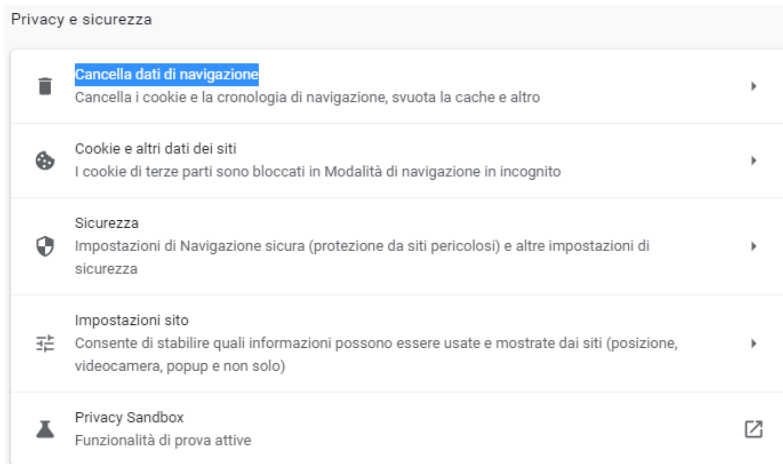 Privacy e sicurezza
Cancella dati di navigazione
Cancella i cookie e la cronologia di navigazione, svuota la cache e altro
Cookie e altri dati dei siti
I cookie di terze parti sono bloccati in Modalità di navigazione in incognito
Sicurezza
Impostazioni di Navigazione sicura (protezione da siti pericolosi) e altre impostazioni di
sicurezza
Impostazioni sito
Consente di stabilire quali informazioni possono essere usate e mostrate dai siti (posizione,
videocamera, popup e non solo)
Privacy Sandbox
Funzionalità di prova attive